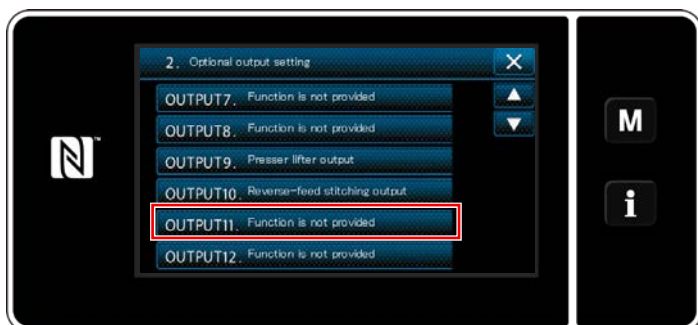 2. Optional output setting
OUTPUT7. Function is not provided
OUTPUT8. Function is not provided
OUTPUT9. Presser lifter output
OUTPUT10. Reverse-feed stitching output
OUTPUT11. Function is not provided
OUTPUT12. Function is not provided
N™
M
i